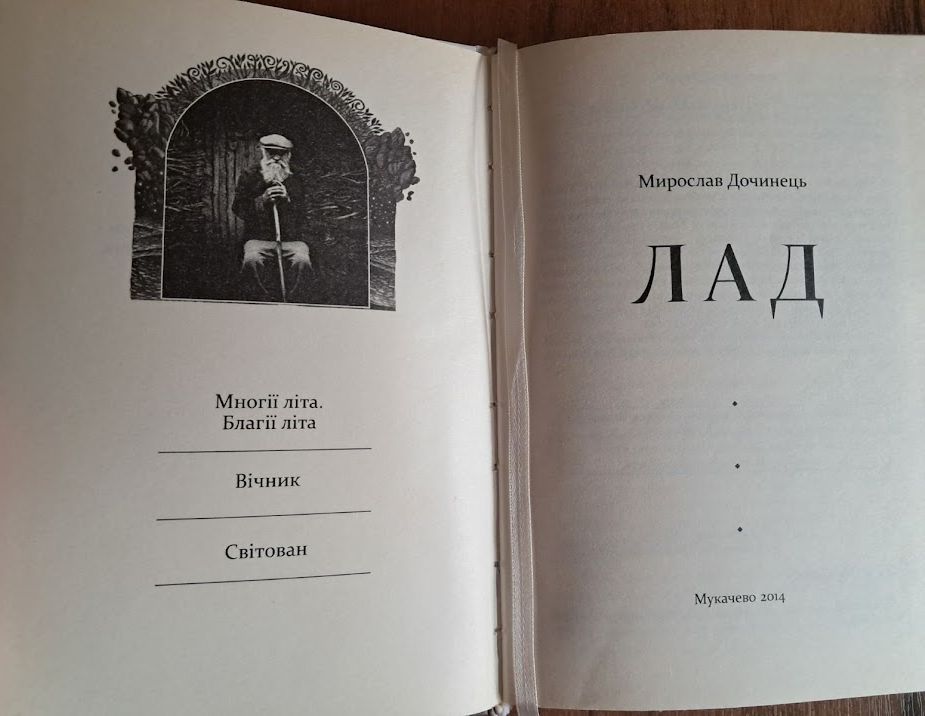 Многії літа.
Благії літа
Вічник
Світован
Мирослав Дочинець
ЛАД
Мукачево 2014